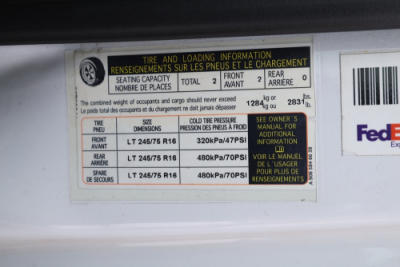 TIRE AND LOADING INFORMATION
RENSEIGNEMENTS SUR LES PNEUS ET LE CHARGEMENT
SEATING CAPACITY
NOMBRE DE PLACES
TOTAL 2
FRONT
AVANT 2
REAR
ARRIÈRE 0
The combined weight of occupants and cargo should never exceed
Le poids total des occupants et du chargement ne doit jamais dépasser
1284 kg or
kg ou
2831 lbs.
lb.
TIRE
PNEU
SIZE
DIMENSIONS
COLD TIRE PRESSURE
PRESSION DES PNEUS À FROID
FRONT
AVANT
LT 245/75 R16
320kPa/47PSI
REAR
ARRIÈRE
LT 245/75 R16
480kPa/70PSI
SPARE
DE SECOURS
LT 245/75 R16
480kPa/70PSI
SEE OWNER'S
MANUAL FOR
ADDITIONAL
INFORMATION
VOIR LE MANUEL
DE L'USAGER
POUR PLUS DE
RENSEIGNEMENTS
FedE
Exp